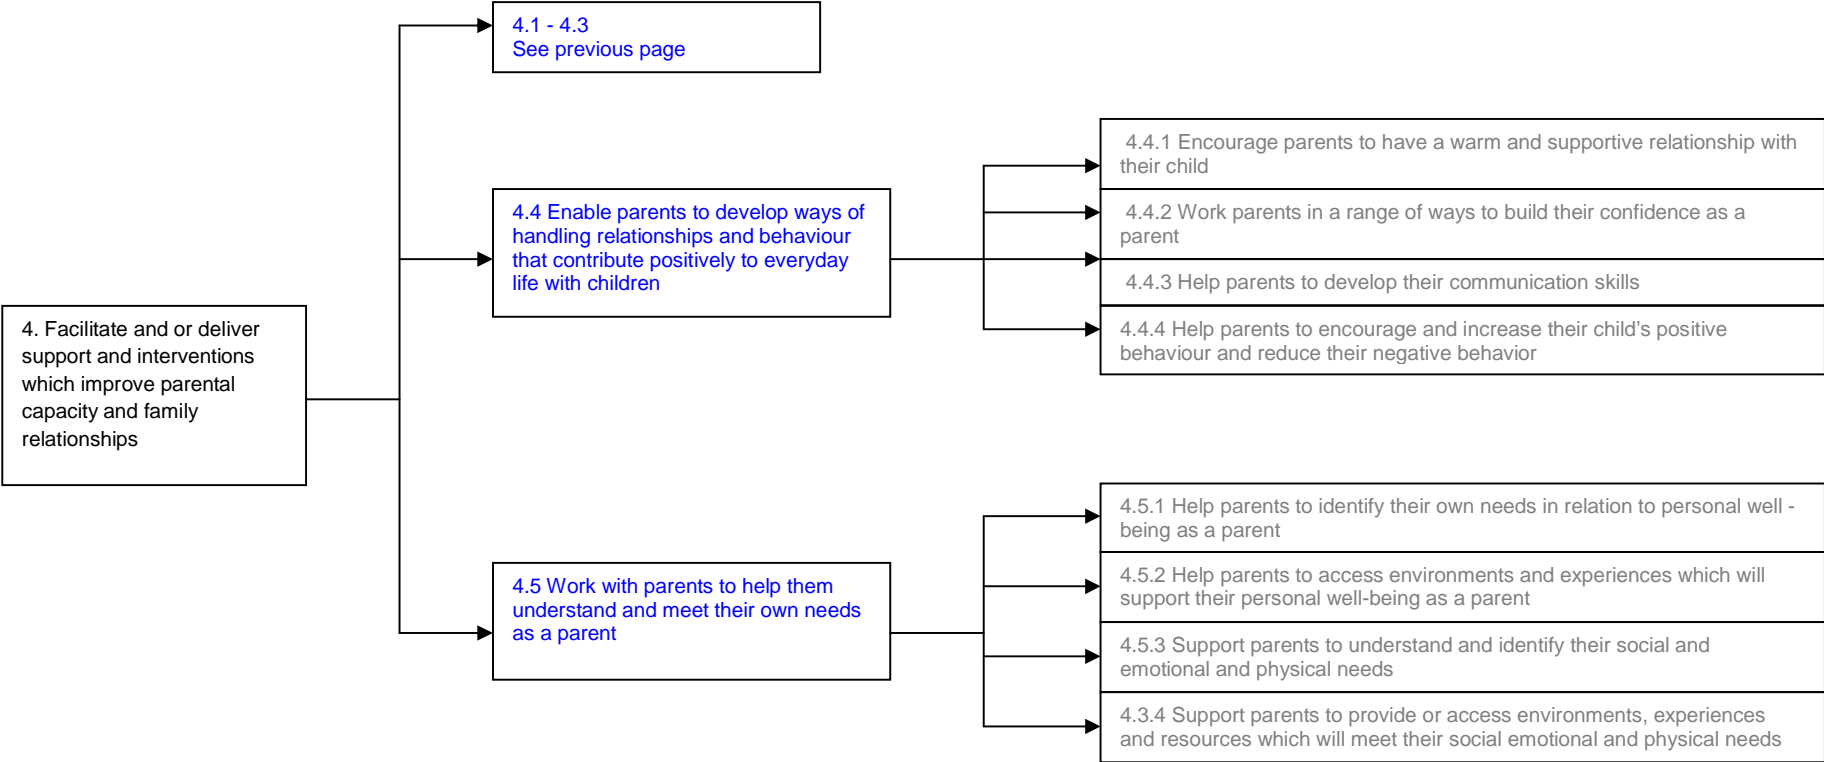 4.1 - 4.3
See previous page
4.4.1 Encourage parents to have a warm and supportive relationship with
their child
4.4 Enable parents to develop ways of
handling relationships and behaviour
that contribute positively to everyday
life with children
4.4.2 Work parents in a range of ways to build their confidence as a
parent
4.4.3 Help parents to develop their communication skills
4.4.4 Help parents to encourage and increase their child’s positive
behaviour and reduce their negative behavior
4. Facilitate and or deliver
support and interventions
which improve parental
capacity and family
relationships
4.5.1 Help parents to identify their own needs in relation to personal well -
being as a parent
4.5 Work with parents to help them
understand and meet their own needs
as a parent
4.5.2 Help parents to access environments and experiences which will
support their personal well-being as a parent
4.5.3 Support parents to understand and identify their social and
emotional and physical needs
4.3.4 Support parents to provide or access environments, experiences
and resources which will meet their social emotional and physical needs